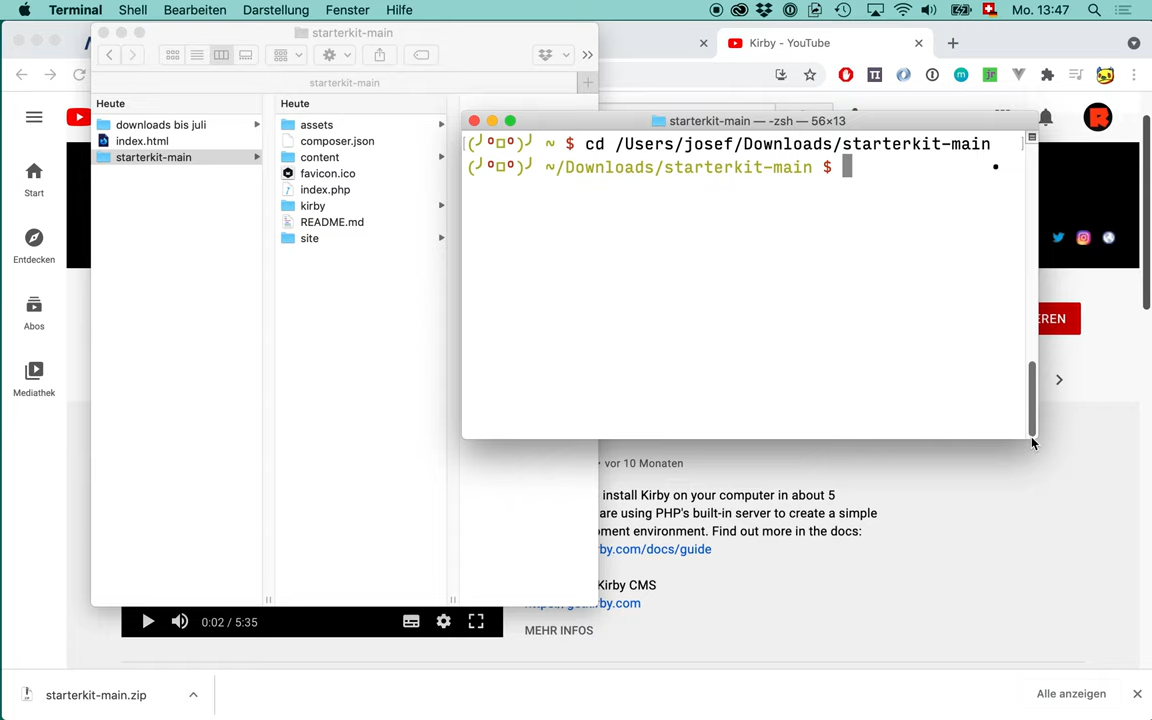 Terminal Shell Bearbeiten Darstellung Fenster Hilfe Mo. 13:47
starterkit-main
Kirby - YouTube
starterkit-main
Heute
downloads bis juli
index.html
starterkit-main
Heute
assets
composer.json
content
favicon.ico
index.php
kirby
README.md
site
starterkit-main — -zsh — 56×13
[(╯°□°)╯ ~ $ cd /Users/josef/Downloads/starterkit-main ]
(╯°□°)╯ ~/Downloads/starterkit-main $
Start
Entdecken
Abos
Mediathek
EREN
• vor 10 Monaten
install Kirby on your computer in about 5
are using PHP's built-in server to create a simple
ment environment. Find out more in the docs:
by.com/docs/guide
Kirby CMS
https://getkirby.com
MEHR INFOS
0:02 / 5:35
starterkit-main.zip
Alle anzeigen